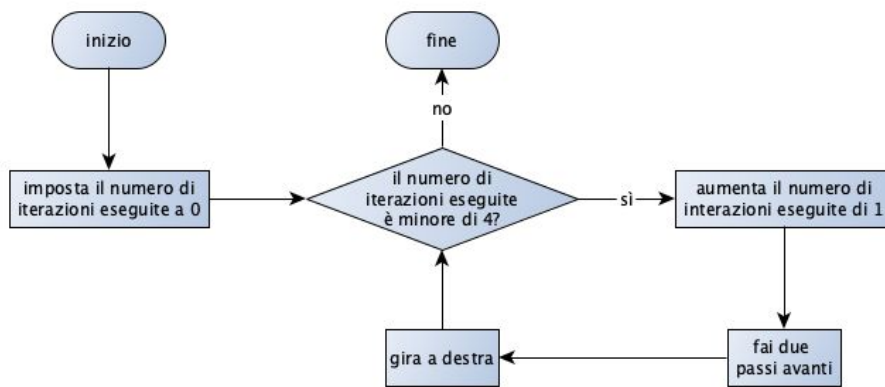 inizio
fine
no
imposta il numero di
iterazioni eseguite a 0
il numero di
iterazioni eseguite
è minore di 4?
sì
aumenta il numero di
interazioni eseguite di 1
gira a destra
fai due
passi avanti